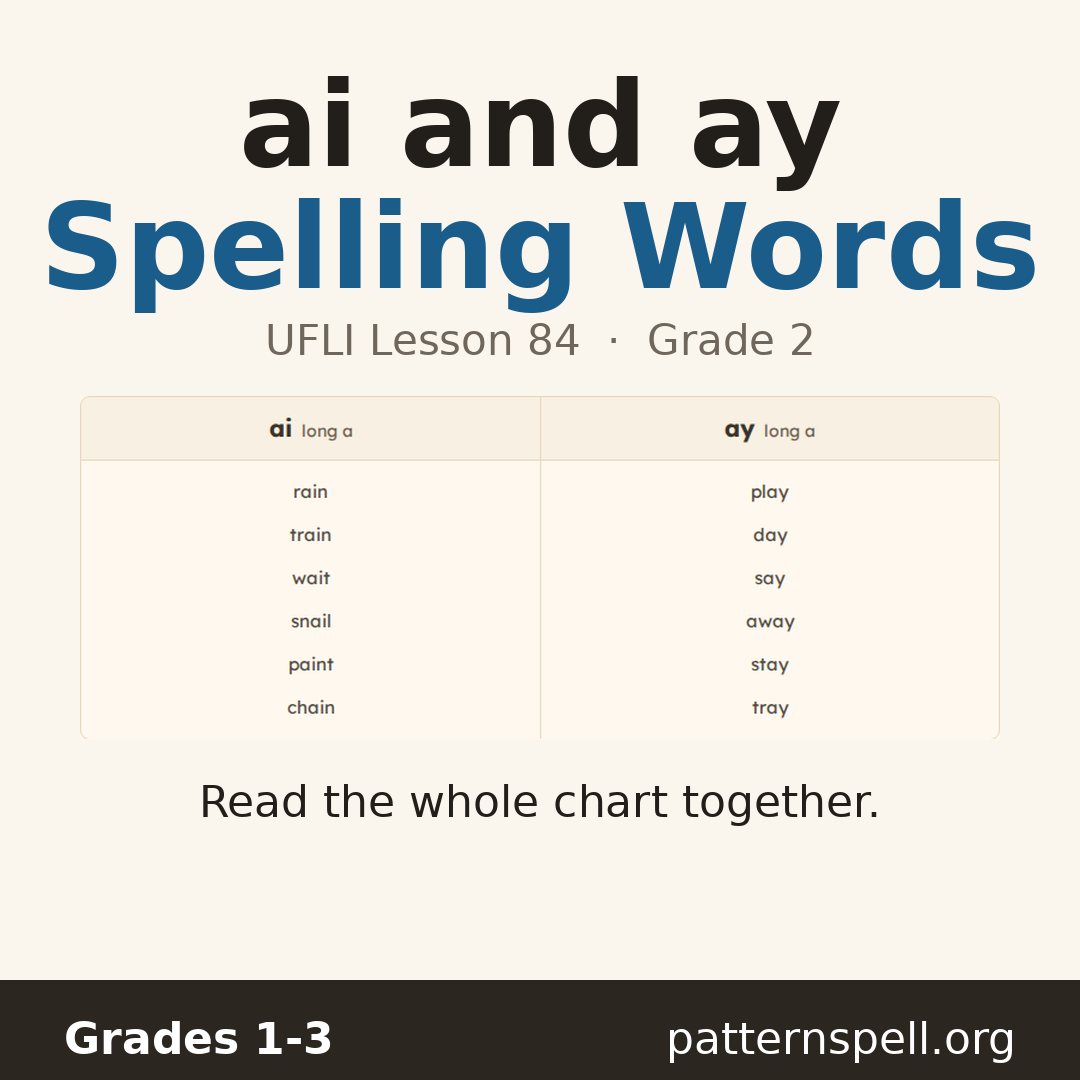 ai and ay
Spelling Words
UFLI Lesson 84 · Grade 2
ai long a
ay long a
rain
play
train
day
wait
say
snail
away
paint
stay
chain
tray
Read the whole chart together.
Grades 1-3
patternspell.org